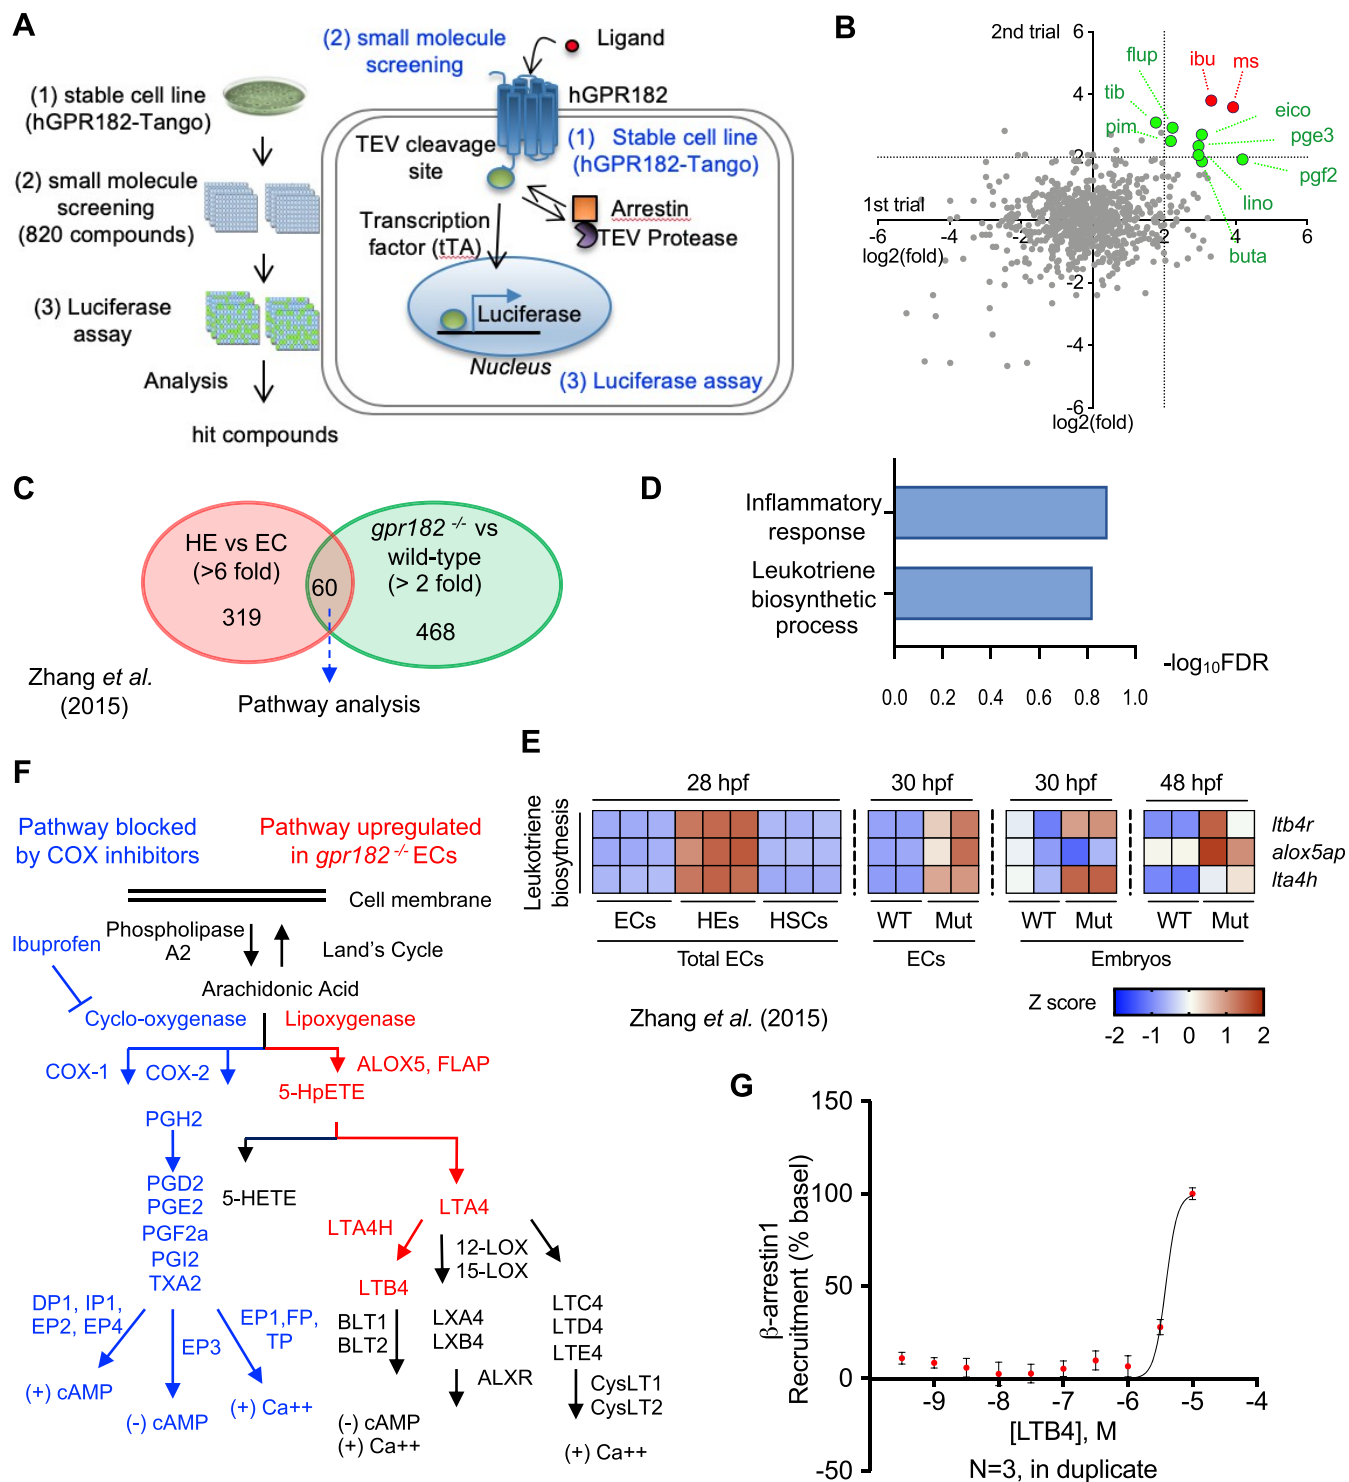 A
(2) small molecule
screening
Ligand
hGPR182
(1) stable cell line
(hGPR182-Tango)
TEV cleavage
site
(1) Stable cell line
(hGPR182-Tango)
(2) small molecule
screening
(820 compounds)
Transcription
factor (tTA)
Arrestin
TEV Protease
(3) Luciferase
assay
Luciferase
Nucleus
(3) Luciferase assay
Analysis
hit compounds
B
2nd trial
6
flup
ibu
ms
4
tib
eico
pim
pge3
2
pgf2
1st trial
lino
-6
-4
-2
2
4
6
log2(fold)
buta
-2
-4
-6
log2(fold)
C
HE vs EC
(>6 fold)
319
60
gpr182 -/- vs
wild-type
(> 2 fold)
468
Zhang et al.
(2015)
Pathway analysis
D
Inflammatory
response
Leukotriene
biosynthetic
process
-log10FDR
0.0 0.2 0.4 0.6 0.8 1.0
E
28 hpf
30 hpf
30 hpf
48 hpf
Leukotriene
biosytnesis
ltb4r
alox5ap
lta4h
ECs
HEs
HSCs
WT
Mut
WT
Mut
WT
Mut
Total ECs
ECs
Embryos
Zhang et al. (2015)
Z score
-2 -1 0 1 2
F
Pathway blocked
by COX inhibitors
Pathway upregulated
in gpr182 -/- ECs
Cell membrane
Phospholipase
A2
Land's Cycle
Ibuprofen
Arachidonic Acid
Cyclo-oxygenase
Lipoxygenase
COX-1
COX-2
ALOX5, FLAP
5-HpETE
PGH2
PGD2
PGE2
PGF2a
PGI2
TXA2
5-HETE
LTA4
LTA4H
12-LOX
15-LOX
LTB4
DP1, IP1,
EP2, EP4
EP3
EP1,FP,
TP
BLT1
BLT2
LXA4
LXB4
LTC4
LTD4
LTE4
ALXR
CysLT1
CysLT2
(+) cAMP
(-) cAMP
(+) Ca++
(-) cAMP
(+) Ca++
(+) Ca++
G
β-arrestin1
Recruitment (% basel)
150
100
50
0
-50
-9 -8 -7 -6 -5 -4
[LTB4], M
N=3, in duplicate